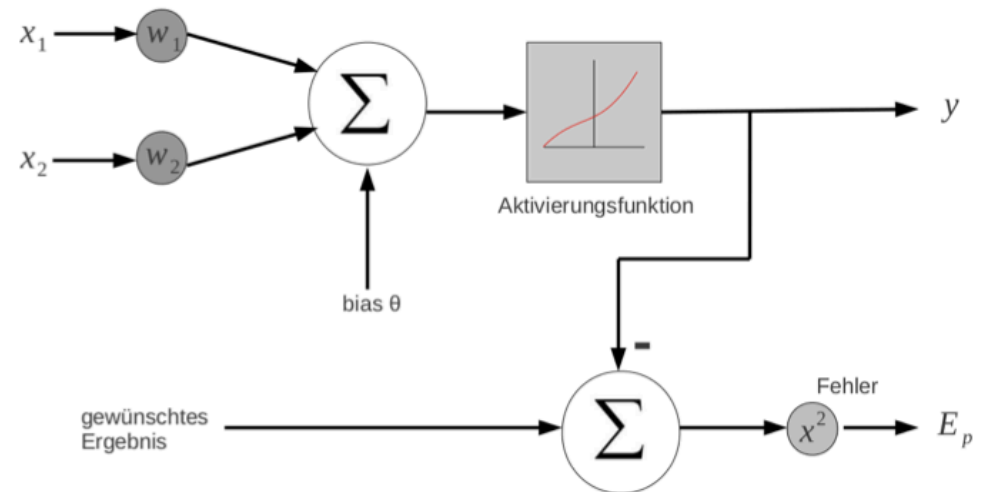 x₁
w₁
Σ
y
x₂
w₂
Aktivierungsfunktion
bias θ
-
Fehler
gewünschtes
Ergebnis
Σ
x²
Eₚ